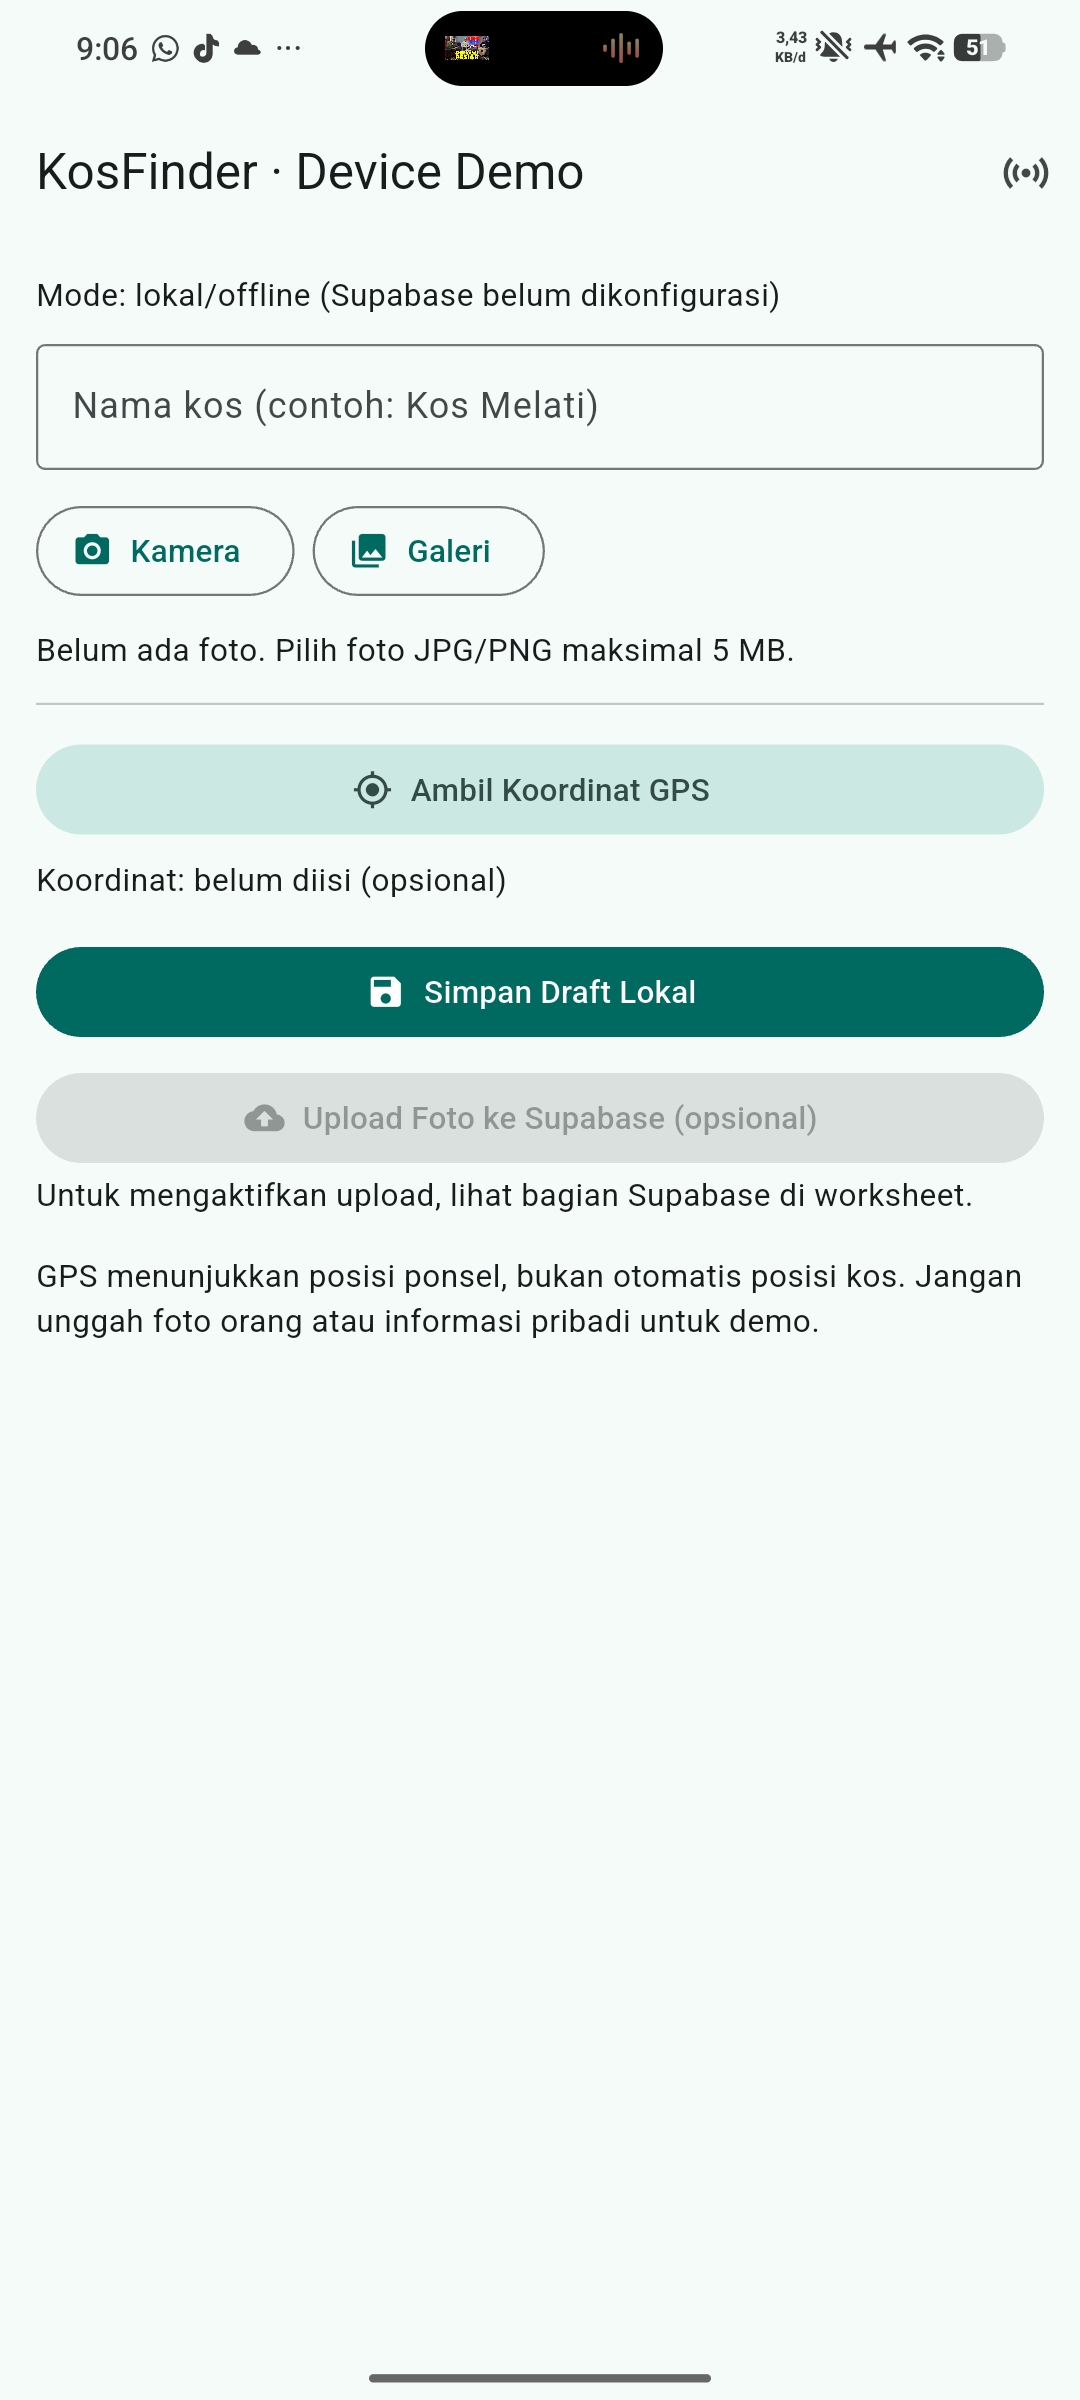 9:06
3,43
KB/d
51
KosFinder · Device Demo
Mode: lokal/offline (Supabase belum dikonfigurasi)
Nama kos (contoh: Kos Melati)
Kamera
Galeri
Belum ada foto. Pilih foto JPG/PNG maksimal 5 MB.
Ambil Koordinat GPS
Koordinat: belum diisi (opsional)
Simpan Draft Lokal
Upload Foto ke Supabase (opsional)
Untuk mengaktifkan upload, lihat bagian Supabase di worksheet.
GPS menunjukkan posisi ponsel, bukan otomatis posisi kos. Jangan
unggah foto orang atau informasi pribadi untuk demo.